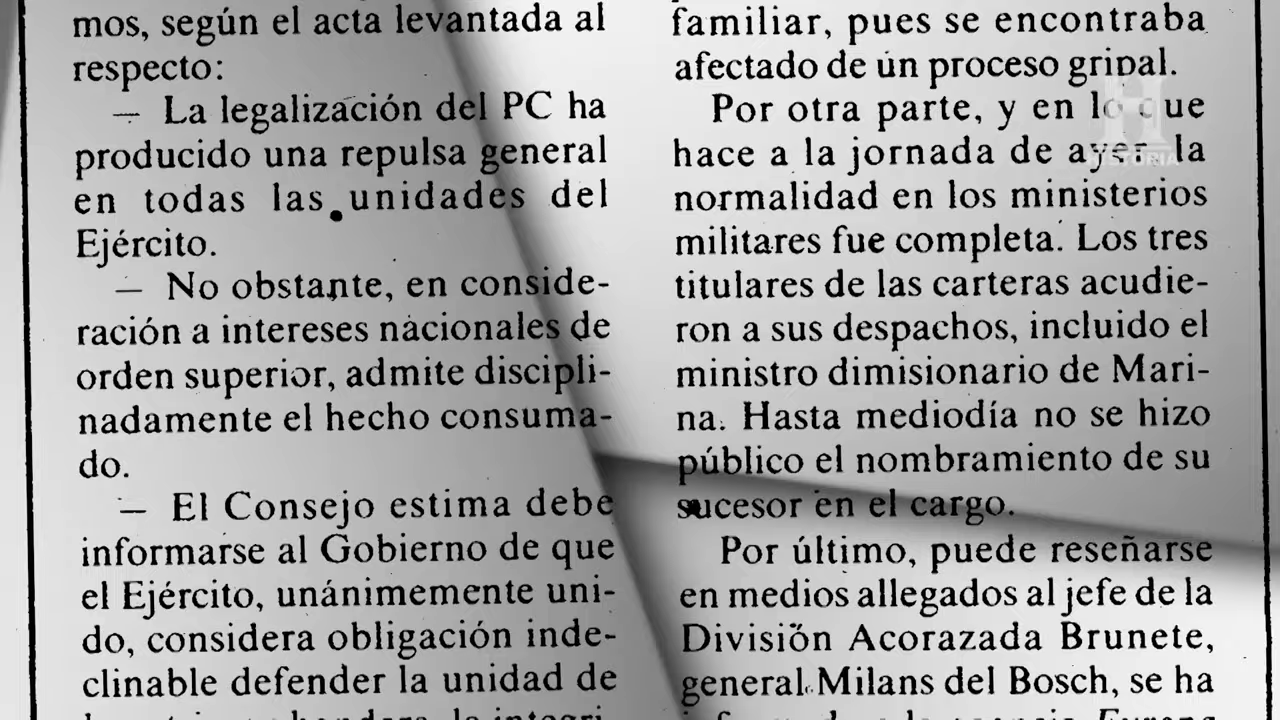 mos, según el acta levantada al
respecto:
— La legalización del PC ha
producido una repulsa general
en todas las unidades del
Ejército.
— No obstante, en conside-
ración a intereses nacionales de
orden superior, admite discipli-
nadamente el hecho consuma-
do.
— El Consejo estima debe
informarse al Gobierno de que
el Ejército, unánimemente uni-
do, considera obligación inde-
clinable defender la unidad de
familiar, pues se encontraba
afectado de un proceso gripal.
Por otra parte, y en lo que
hace a la jornada de ayer, la
normalidad en los ministerios
militares fue completa. Los tres
titulares de las carteras acudie-
ron a sus despachos, incluido el
ministro dimisionario de Mari-
na. Hasta mediodía no se hizo
público el nombramiento de su
sucesor en el cargo.
Por último, puede reseñarse
en medios allegados al jefe de la
División Acorazada Brunete,
general Milans del Bosch, se ha
H
HISTORIA